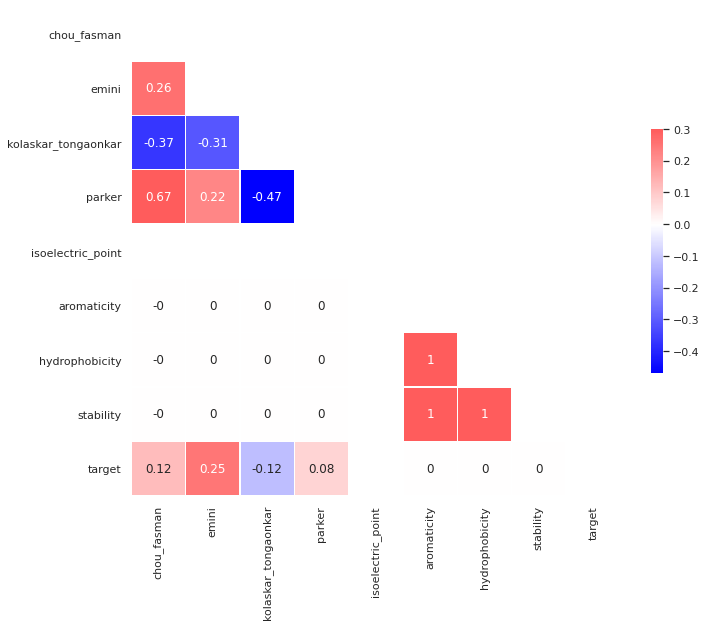 chou_fasman
emini 0.26
kolaskar_tongaonkar -0.37 -0.31
parker 0.67 0.22 -0.47
isoelectric_point
aromaticity -0 0 0 0
hydrophobicity -0 0 0 0 1
stability -0 0 0 0 1 1
target 0.12 0.25 -0.12 0.08 0 0 0
chou_fasman
emini
kolaskar_tongaonkar
parker
isoelectric_point
aromaticity
hydrophobicity
stability
target
0.3
0.2
0.1
0.0
−0.1
−0.2
−0.3
−0.4